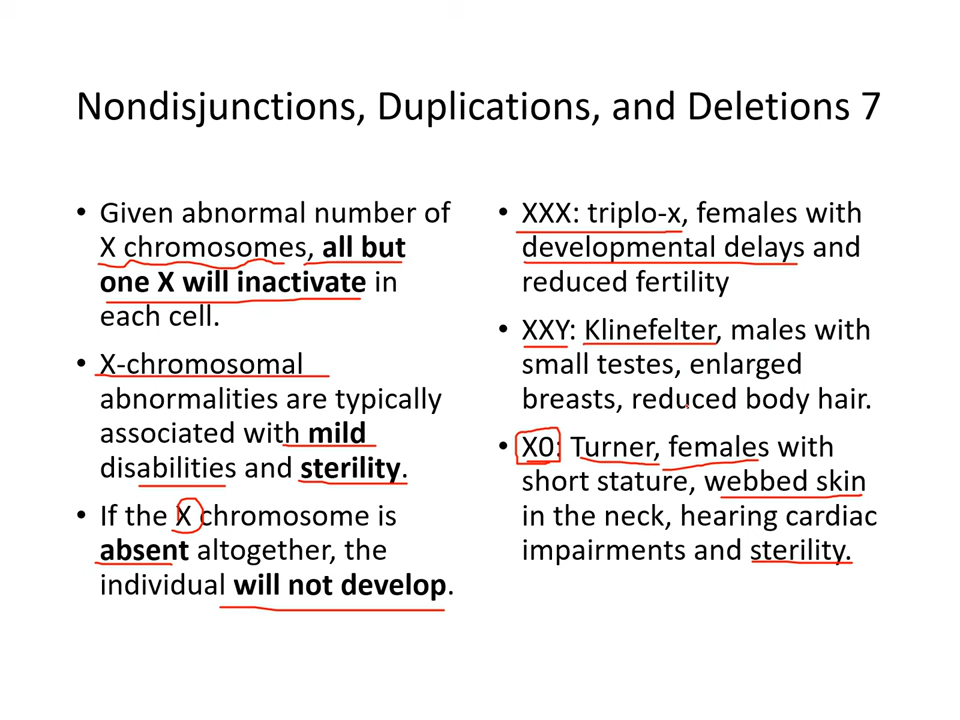 Nondisjunctions, Duplications, and Deletions 7
• Given abnormal number of
X chromosomes, all but
one X will inactivate in
each cell.
• X-chromosomal
abnormalities are typically
associated with mild
disabilities and sterility.
• If the X chromosome is
absent altogether, the
individual will not develop.
• XXX: triplo-x, females with
developmental delays and
reduced fertility
• XXY: Klinefelter, males with
small testes, enlarged
breasts, reduced body hair.
• X0: Turner, females with
short stature, webbed skin
in the neck, hearing cardiac
impairments and sterility.